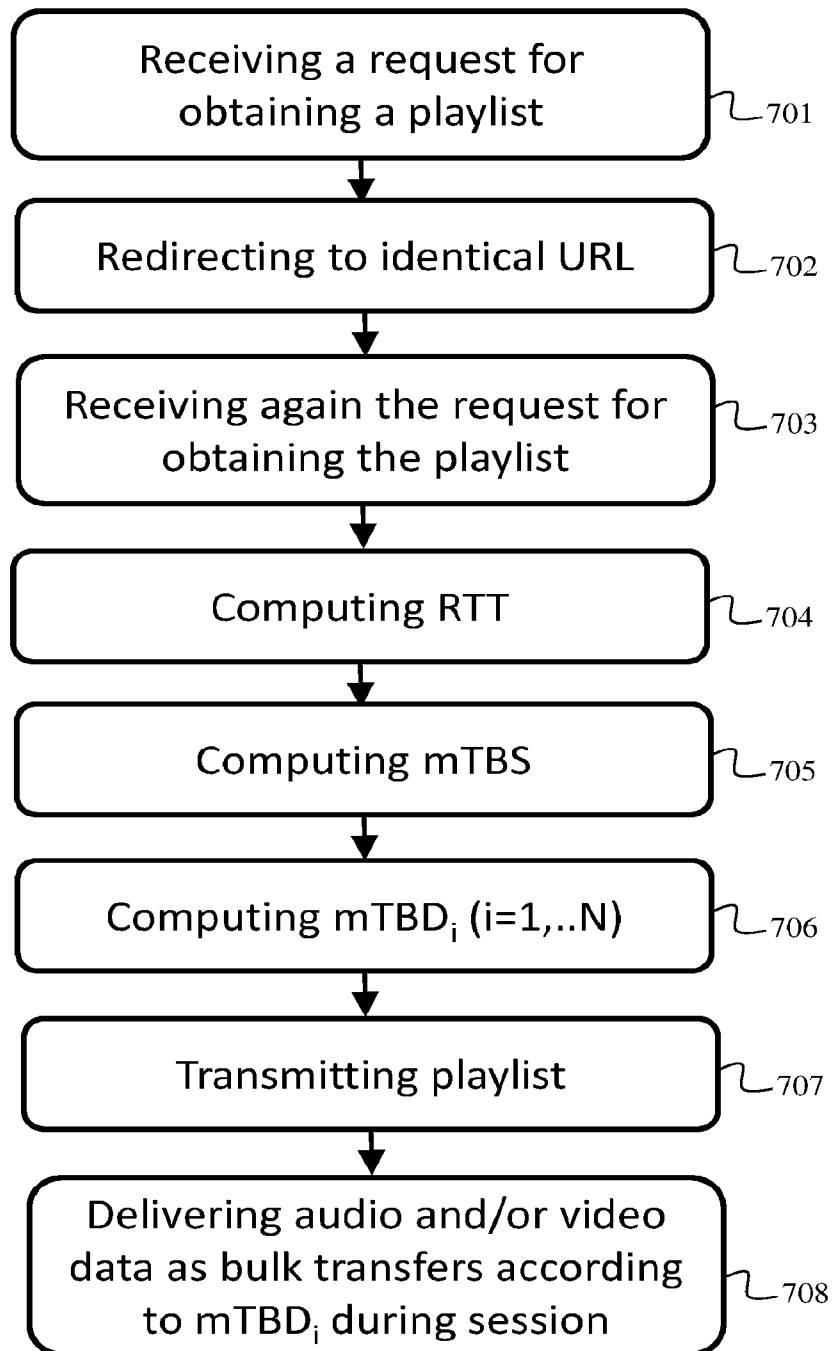 Receiving a request for
obtaining a playlist
701
Redirecting to identical URL
702
Receiving again the request for
obtaining the playlist
703
Computing RTT
704
Computing mTBS
705
Computing mTBDi (i=1,..N)
706
Transmitting playlist
707
Delivering audio and/or video
data as bulk transfers according
to mTBDi during session
708